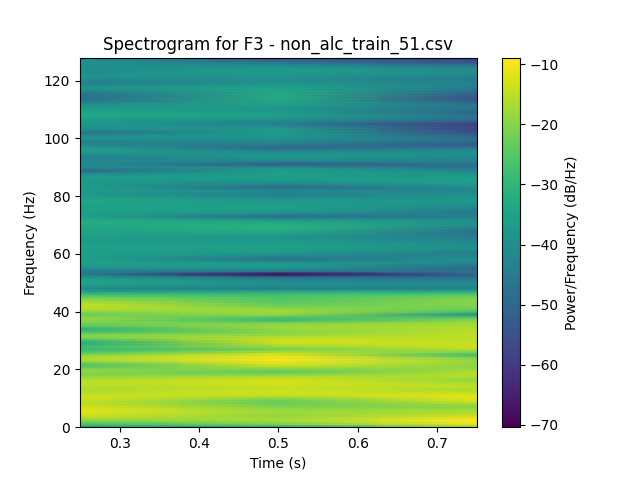 Spectrogram for F3 - non_alc_train_51.csv
120
100
80
60
40
20
0
Frequency (Hz)
0.3 0.4 0.5 0.6 0.7
Time (s)
−10
−20
−30
−40
−50
−60
−70
Power/Frequency (dB/Hz)